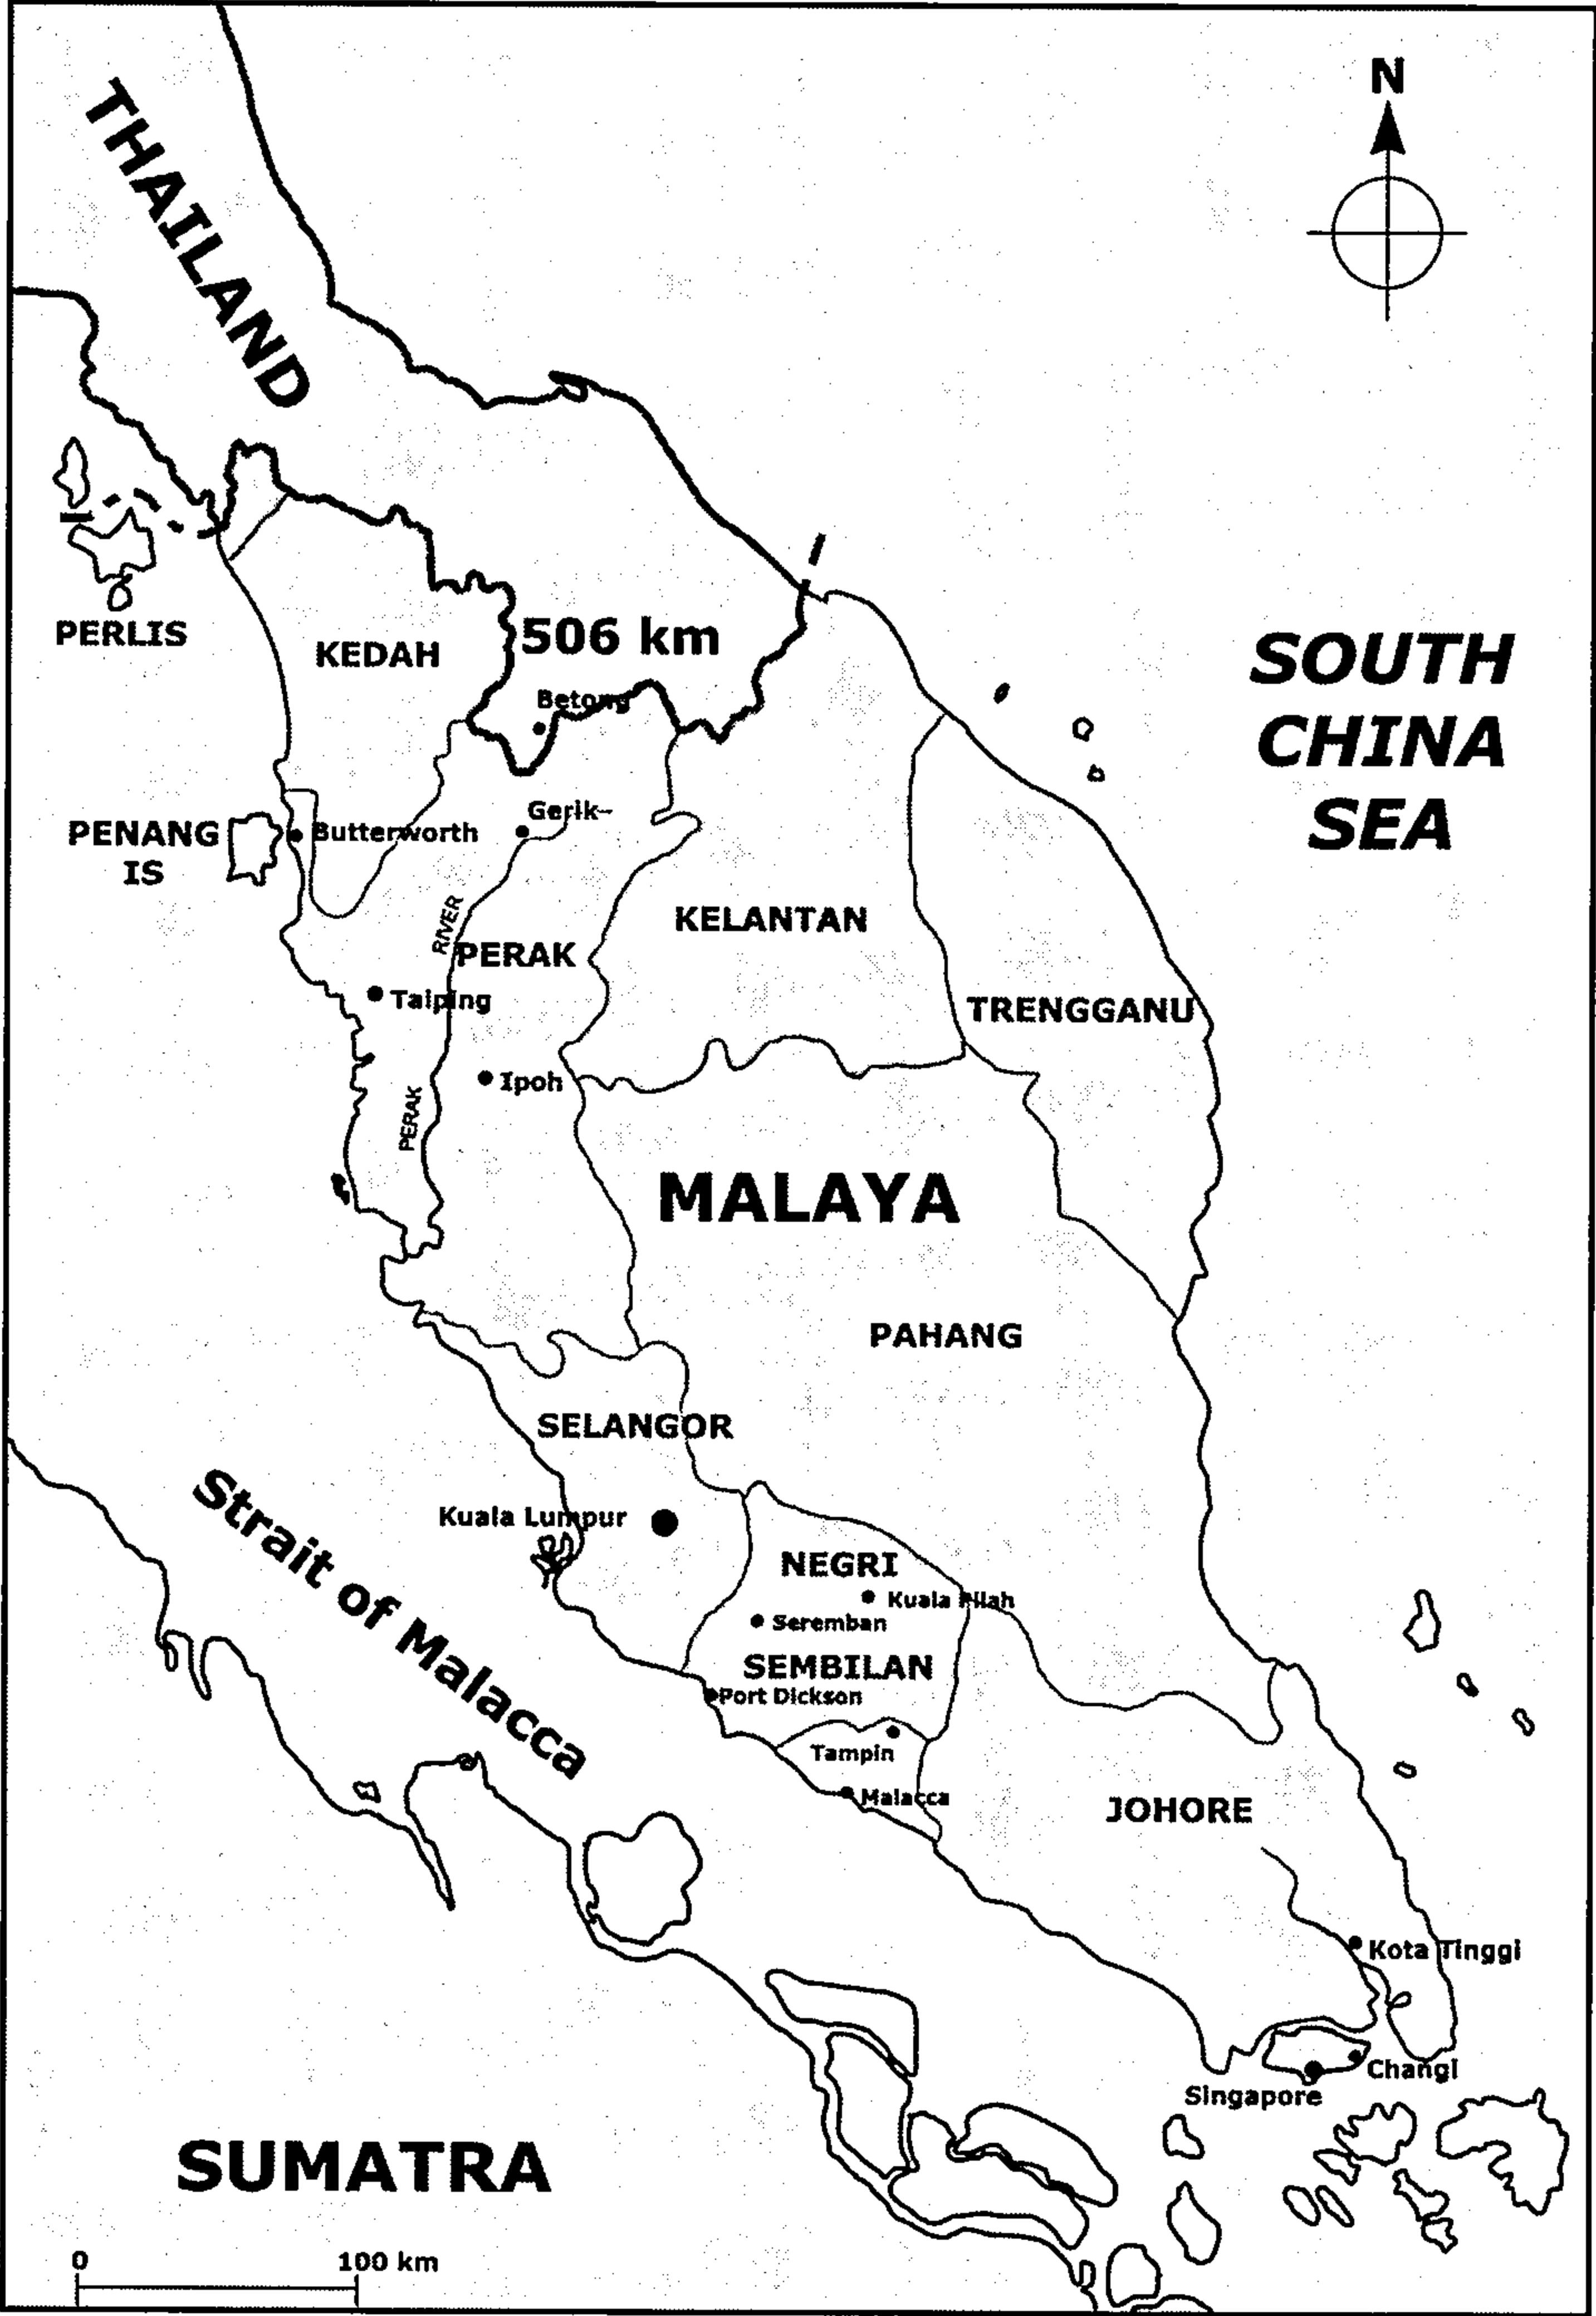 N
THAILAND
506 km
PERLIS
KEDAH
Betong
SOUTH
CHINA
SEA
PENANG
IS
Butterworth
Gerik
RIVER
PERAK
KELANTAN
Taiping
TRENGGANU
Ipoh
PERAK
MALAYA
PAHANG
SELANGOR
Strait of Malacca
Kuala Lumpur
NEGRI
Kuala Pilah
Seremban
SEMBILAN
Port Dickson
Tampin
Malacca
JOHORE
Kota Tinggi
Changi
Singapore
SUMATRA
0
100 km